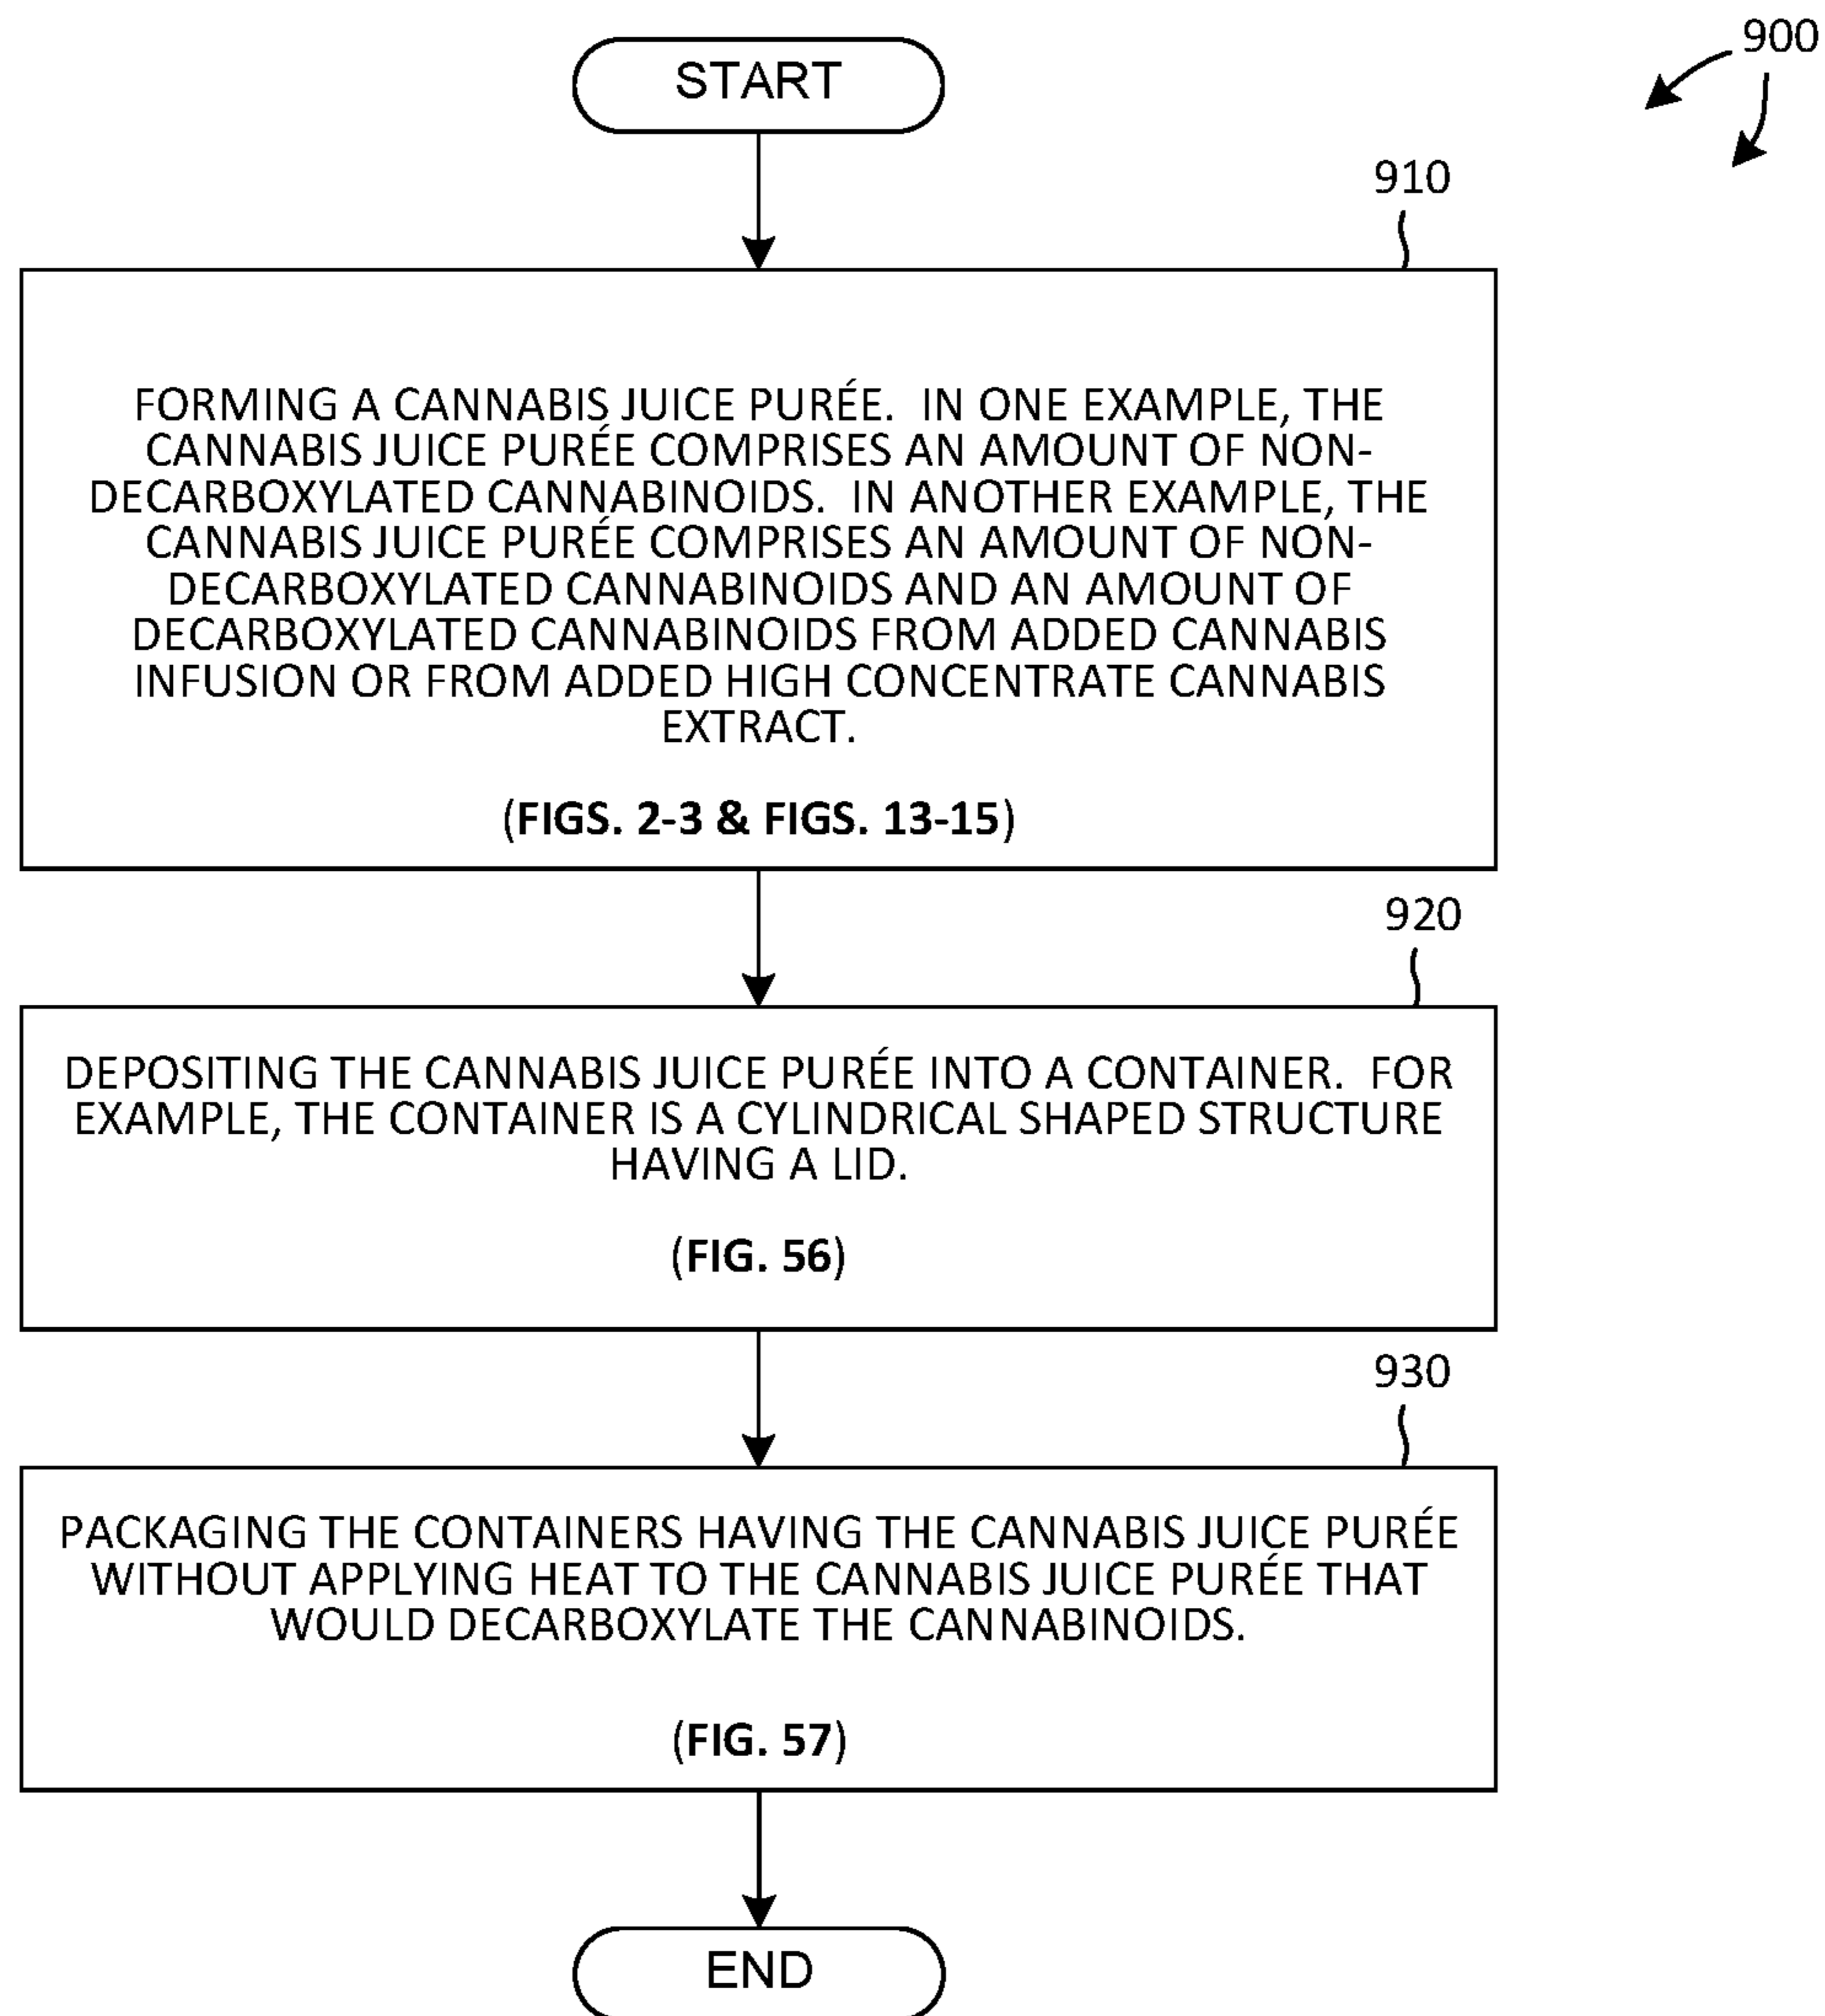 START
900
910
FORMING A CANNABIS JUICE PURÉE. IN ONE EXAMPLE, THE
CANNABIS JUICE PURÉE COMPRISES AN AMOUNT OF NON-
DECARBOXYLATED CANNABINOIDS. IN ANOTHER EXAMPLE, THE
CANNABIS JUICE PURÉE COMPRISES AN AMOUNT OF NON-
DECARBOXYLATED CANNABINOIDS AND AN AMOUNT OF
DECARBOXYLATED CANNABINOIDS FROM ADDED CANNABIS
INFUSION OR FROM ADDED HIGH CONCENTRATE CANNABIS
EXTRACT.
(FIGS. 2-3 & FIGS. 13-15)
920
DEPOSITING THE CANNABIS JUICE PURÉE INTO A CONTAINER. FOR
EXAMPLE, THE CONTAINER IS A CYLINDRICAL SHAPED STRUCTURE
HAVING A LID.
(FIG. 56)
930
PACKAGING THE CONTAINERS HAVING THE CANNABIS JUICE PURÉE
WITHOUT APPLYING HEAT TO THE CANNABIS JUICE PURÉE THAT
WOULD DECARBOXYLATE THE CANNABINOIDS.
(FIG. 57)
END